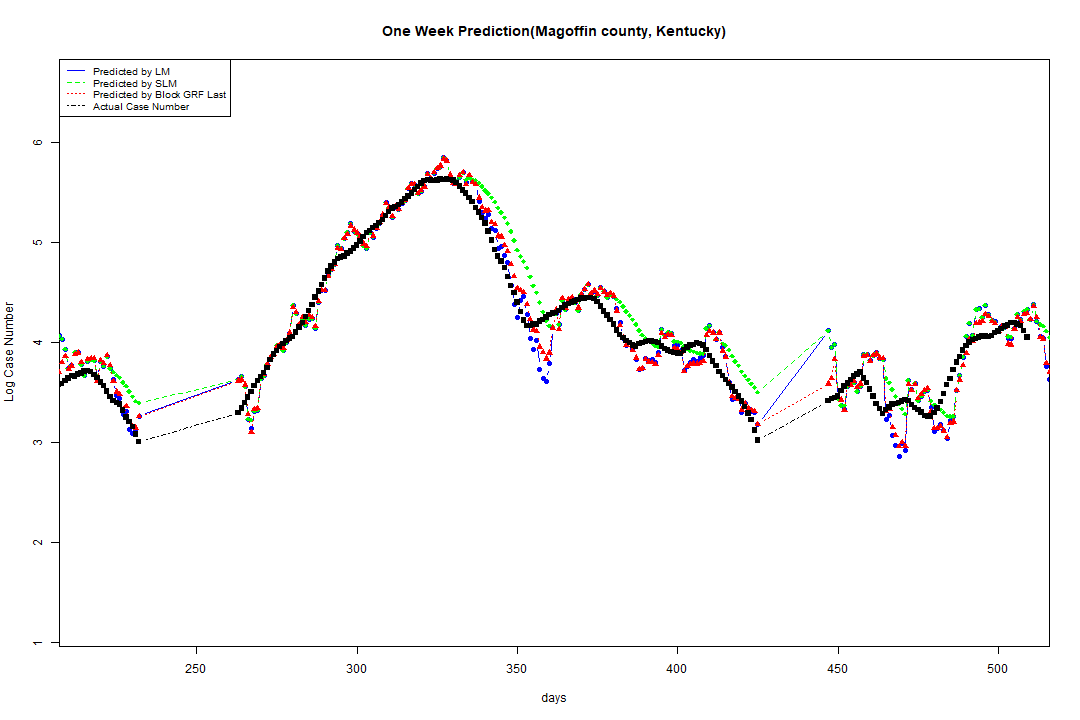 One Week Prediction(Magoffin county, Kentucky)
Predicted by LM
Predicted by SLM
Predicted by Block GRF Last
Actual Case Number
Log Case Number
6
5
4
3
2
1
250 300 350 400 450 500
days